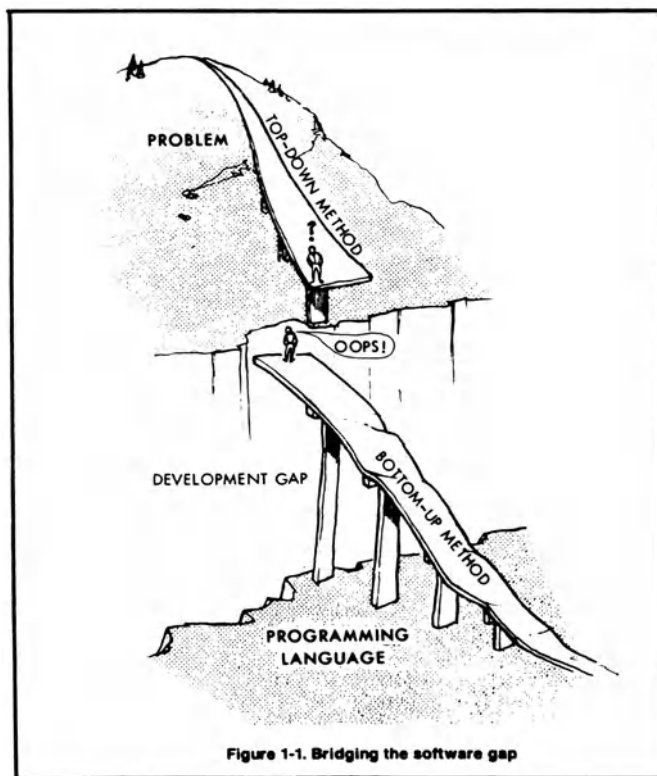 PROBLEM
TOP-DOWN METHOD
?
OOPS!
DEVELOPMENT GAP
BOTTOM-UP METHOD
PROGRAMMING
LANGUAGE
Figure 1-1. Bridging the software gap